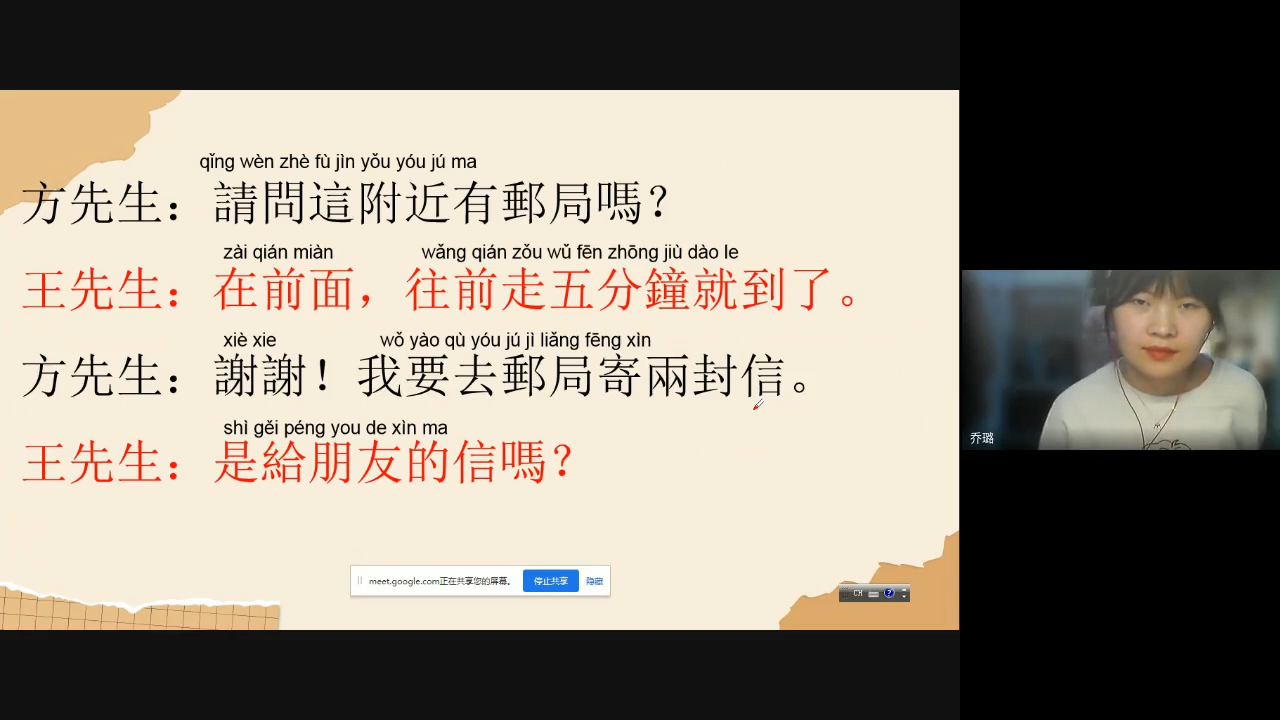 qǐng wèn zhè fù jìn yǒu yóu jú ma
方先生：請問這附近有郵局嗎？
zài qián miàn wǎng qián zǒu wǔ fēn zhōng jiù dào le
王先生：在前面，往前走五分鐘就到了。
xiè xie wǒ yào qù yóu jú jì liǎng fēng xìn
方先生：謝謝！我要去郵局寄兩封信。
shì gěi péng you de xìn ma
王先生：是給朋友的信嗎？
meet.google.com正在共享您的屏幕。 停止共享 隐藏
CH ?
乔璐